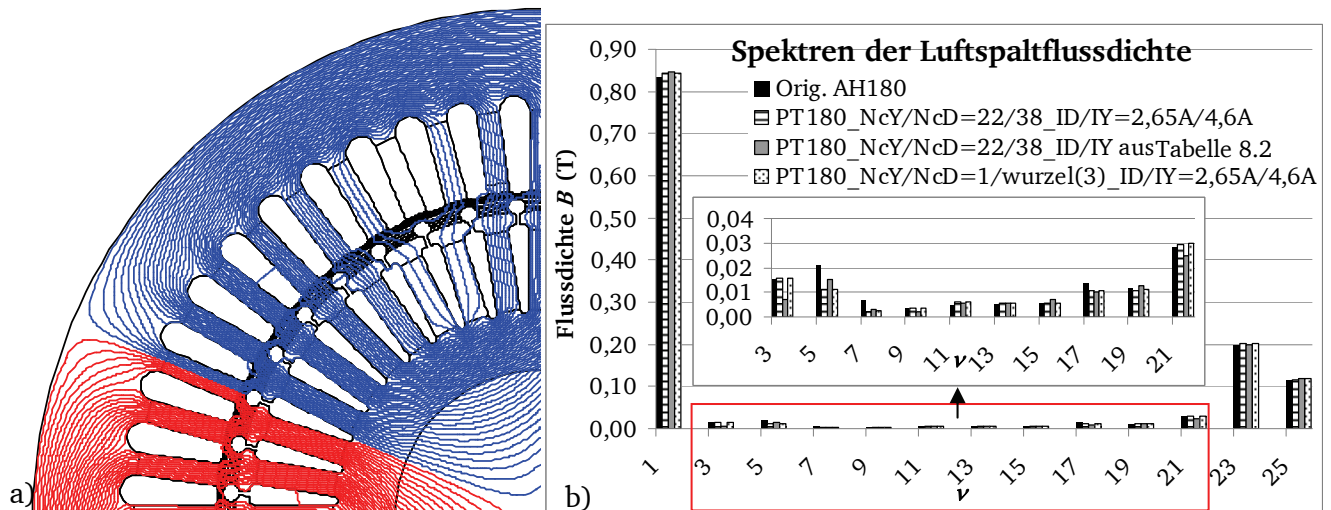 a)
Spektren der Luftspaltflussdichte
Orig. AH180
PT180_NcY/NcD=22/38_ID/IY=2,65A/4,6A
PT180_NcY/NcD=22/38_ID/IY ausTabelle 8.2
PT180_NcY/NcD=1/wurzel(3)_ID/IY=2,65A/4,6A
Flussdichte B (T)
0,90
0,80
0,70
0,60
0,50
0,40
0,30
0,20
0,10
0,00
0,04
0,03
0,02
0,01
0,00
3 5 7 9 11 13 15 17 19 21
ν
1 3 5 7 9 11 13 15 17 19 21 23 25
ν
b)